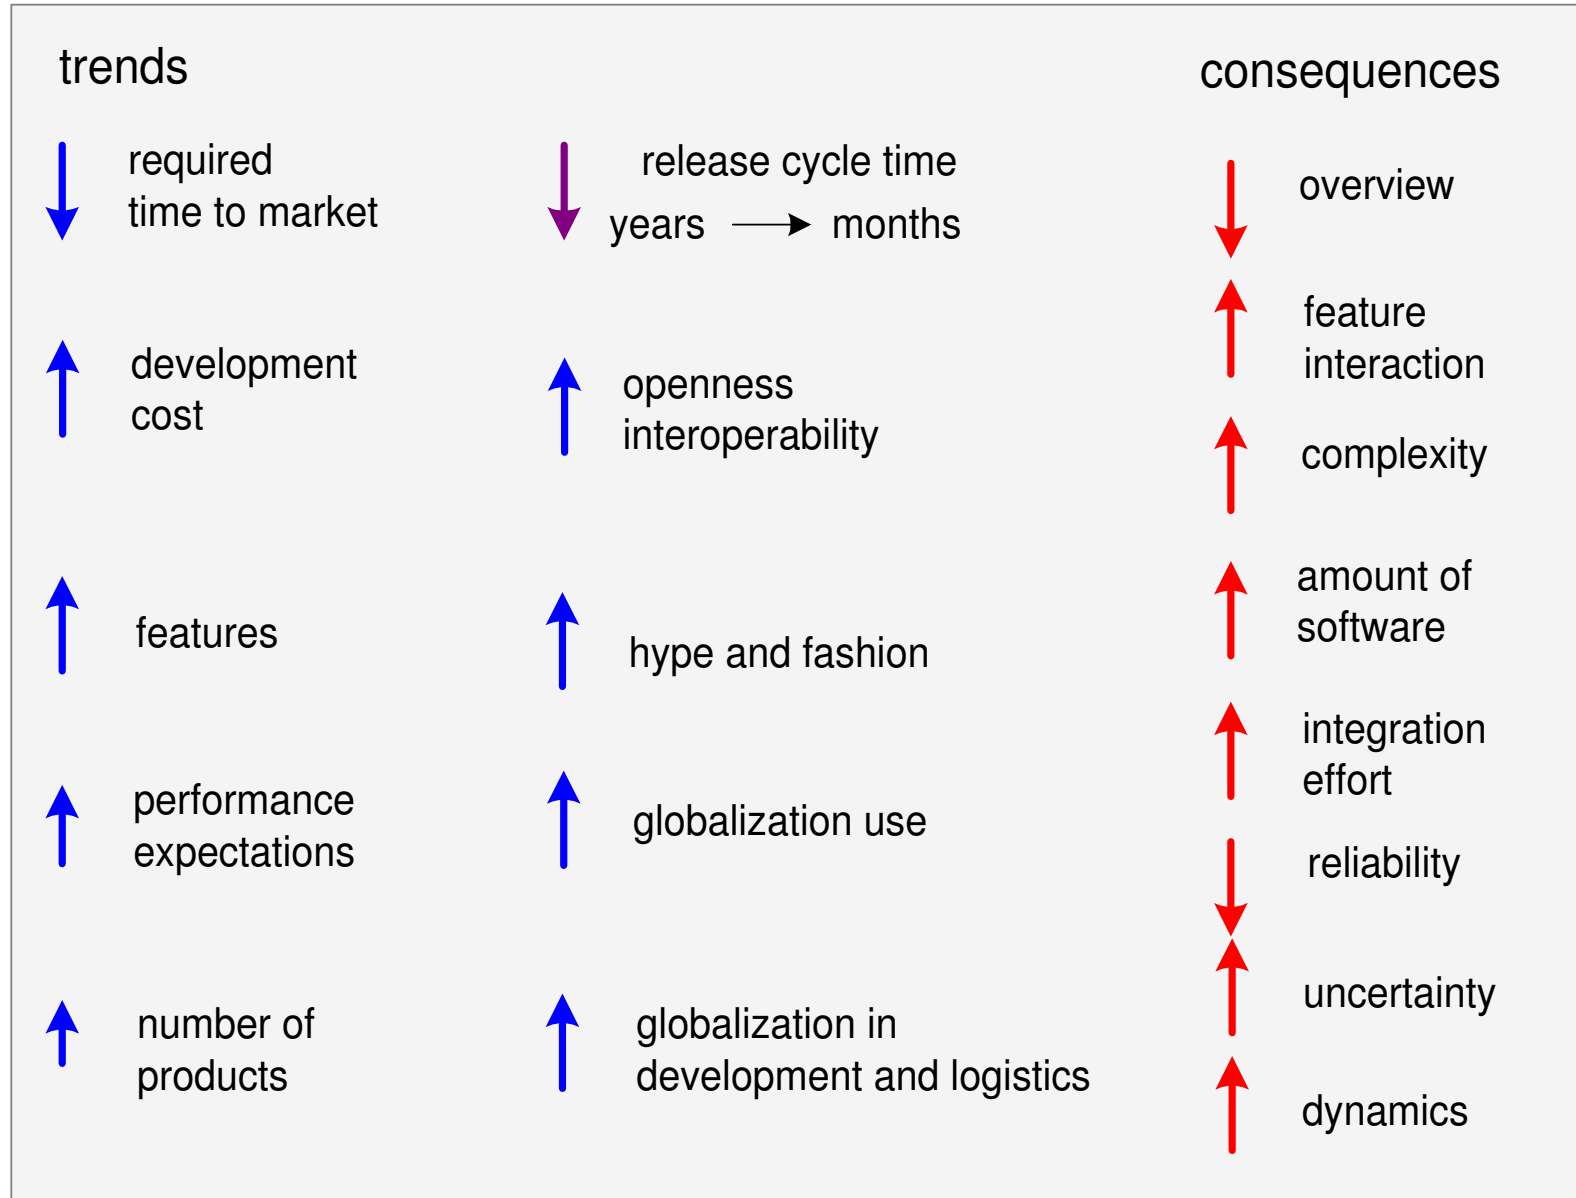 trends
required
time to market
development
cost
features
performance
expectations
number of
products
release cycle time
years months
openness
interoperability
hype and fashion
globalization use
globalization in
development and logistics
consequences
overview
feature
interaction
complexity
amount of
software
integration
effort
reliability
uncertainty
dynamics